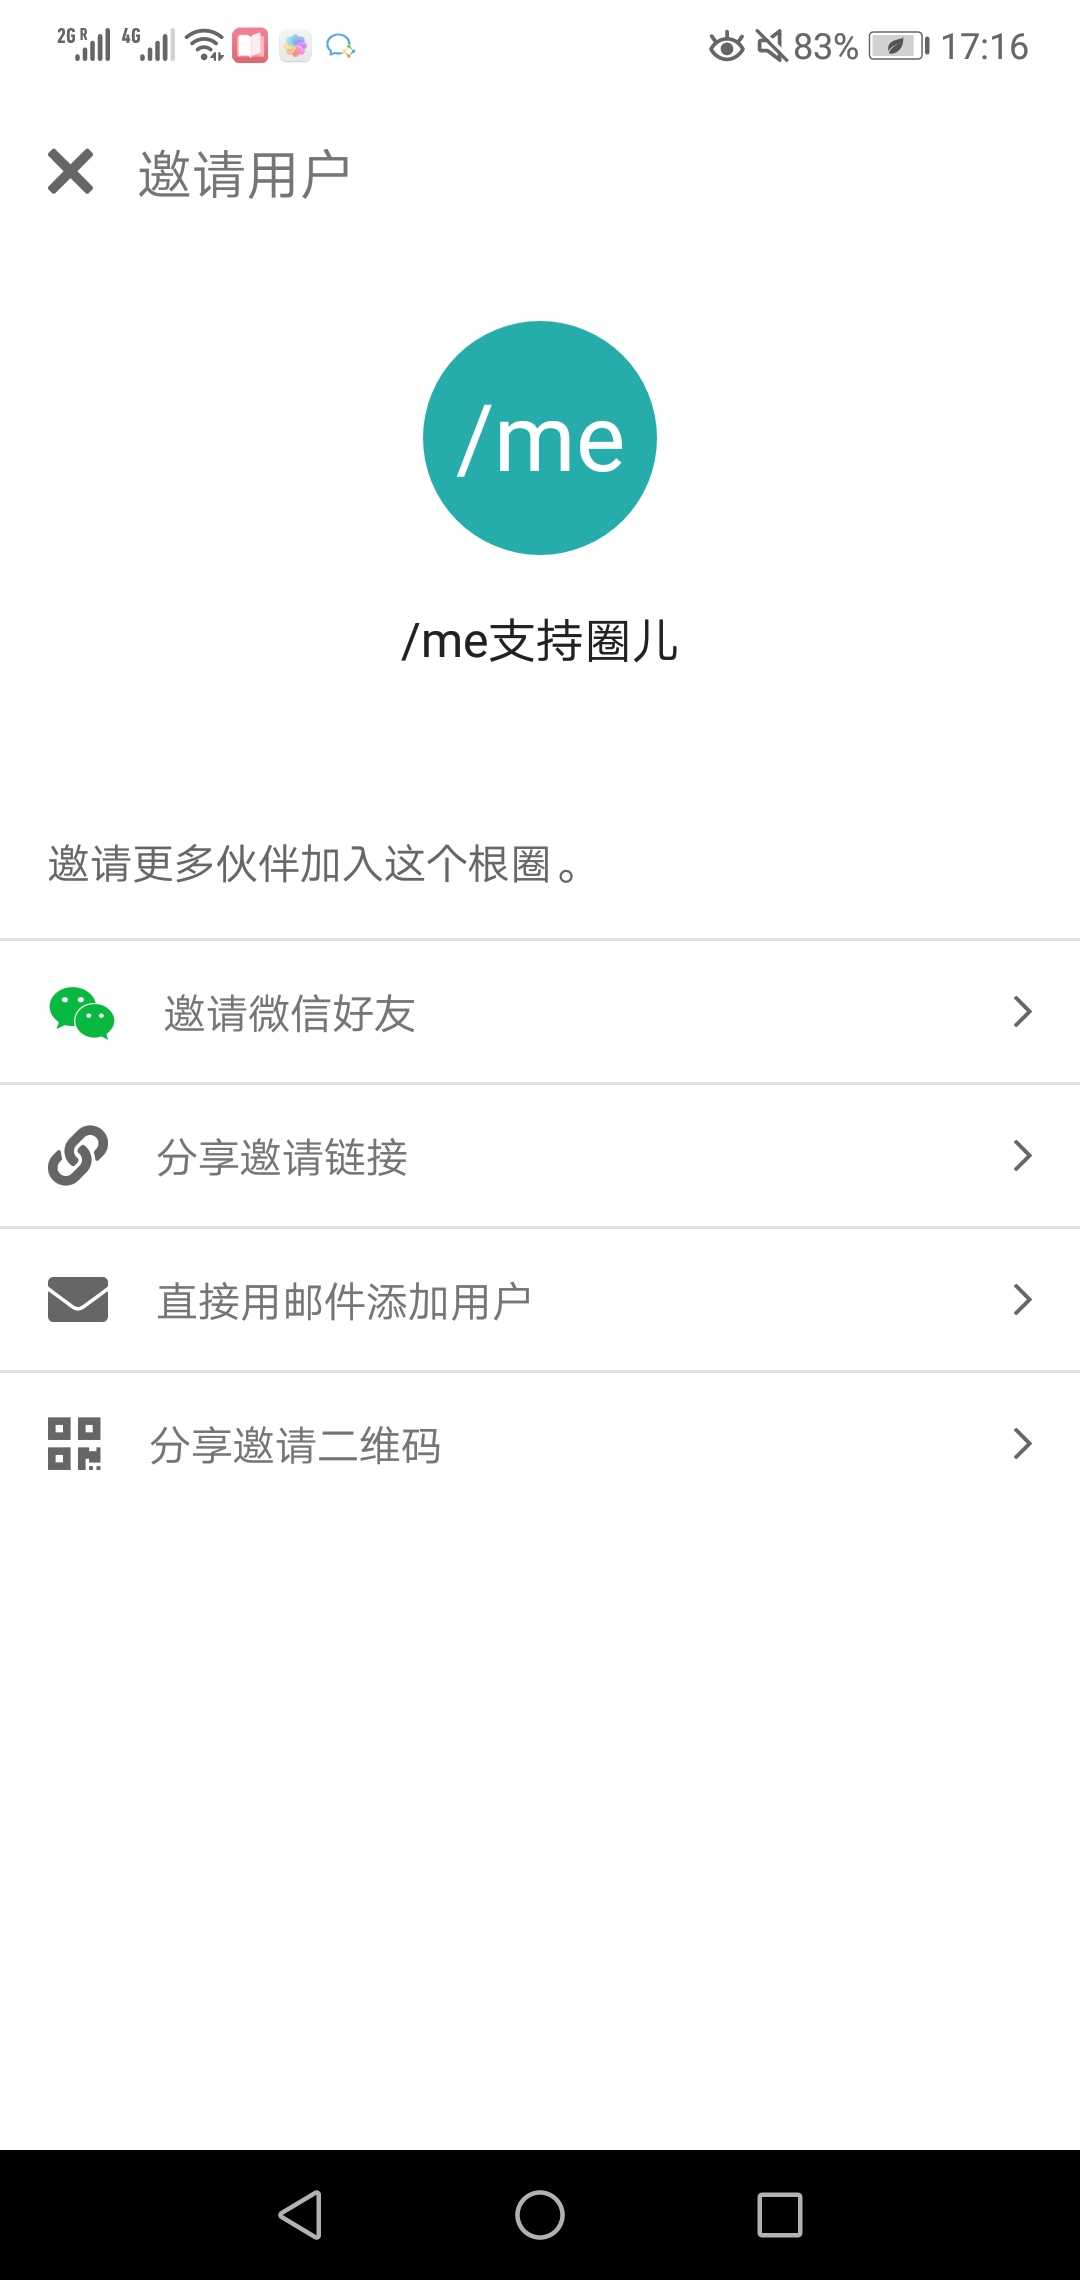 2G R 4G 83% 17:16
邀请用户
/me
/me支持圈儿
邀请更多伙伴加入这个根圈。
邀请微信好友
分享邀请链接
直接用邮件添加用户
分享邀请二维码